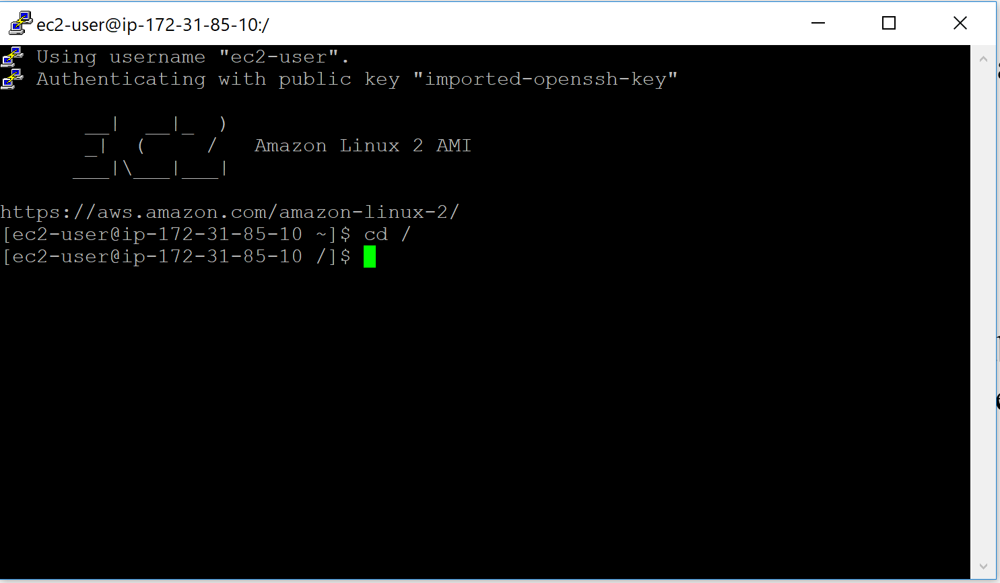 ec2-user@ip-172-31-85-10:/
Using username "ec2-user".
Authenticating with public key "imported-openssh-key"
       __|  __|_  )
       _|  (     /   Amazon Linux 2 AMI
      ___|\___|___|
https://aws.amazon.com/amazon-linux-2/
[ec2-user@ip-172-31-85-10 ~]$ cd /
[ec2-user@ip-172-31-85-10 /]$